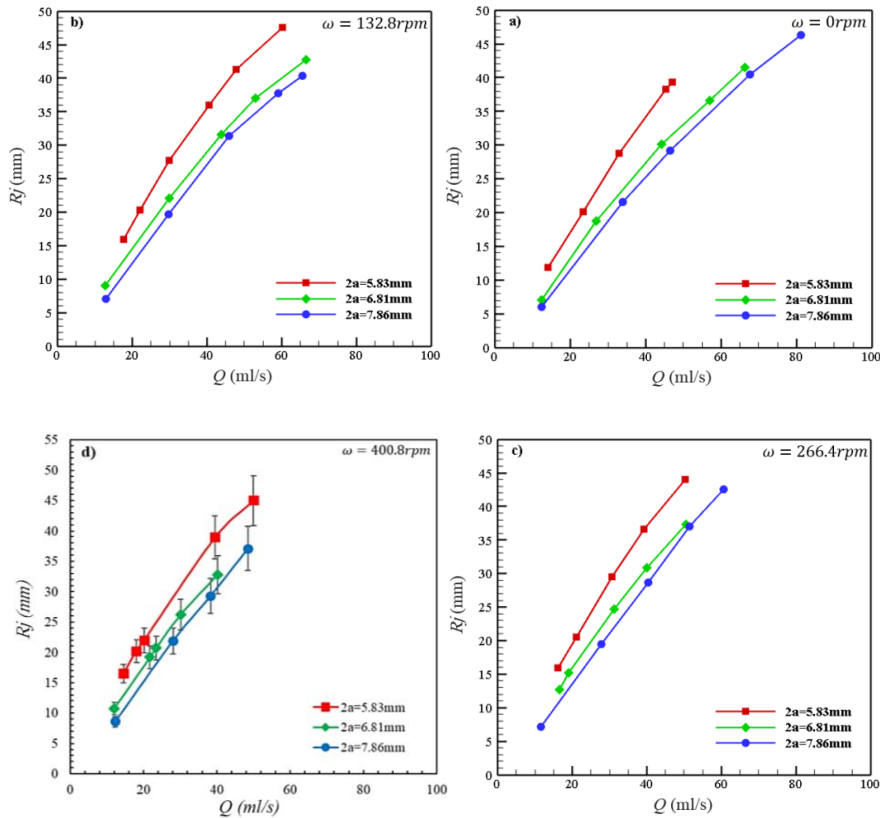 b)
ω = 132.8rpm
50
45
40
35
30
25
20
15
10
5
0
Rj (mm)
2a=5.83mm
2a=6.81mm
2a=7.86mm
0 20 40 60 80 100
Q (ml/s)
a)
ω = 0rpm
50
45
40
35
30
25
20
15
10
5
0
Rj (mm)
2a=5.83mm
2a=6.81mm
2a=7.86mm
0 20 40 60 80 100
Q (ml/s)
d)
ω = 400.8rpm
55
50
45
40
35
30
25
20
15
10
5
0
Rj (mm)
2a=5.83mm
2a=6.81mm
2a=7.86mm
0 20 40 60 80 100
Q (ml/s)
c)
ω = 266.4rpm
50
45
40
35
30
25
20
15
10
5
0
Rj (mm)
2a=5.83mm
2a=6.81mm
2a=7.86mm
0 20 40 60 80 100
Q (ml/s)